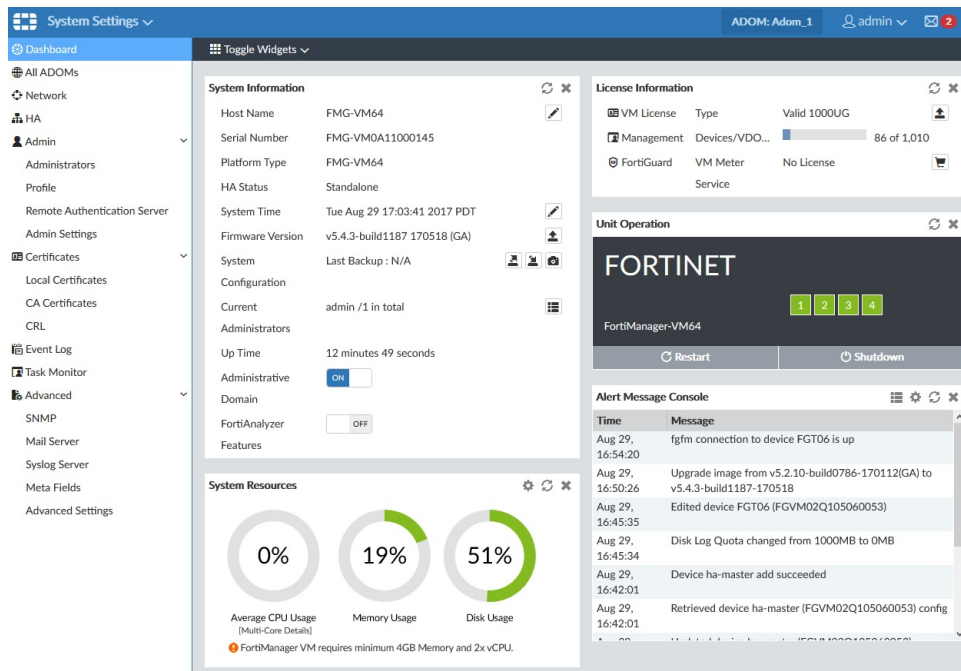 System Settings
ADOM: Adom_1
admin
2
Dashboard
Toggle Widgets
All ADOMs
Network
HA
Admin
Administrators
Profile
Remote Authentication Server
Admin Settings
Certificates
Local Certificates
CA Certificates
CRL
Event Log
Task Monitor
Advanced
SNMP
Mail Server
Syslog Server
Meta Fields
Advanced Settings
System Information
Host Name FMG-VM64
Serial Number FMG-VM0A11000145
Platform Type FMG-VM64
HA Status Standalone
System Time Tue Aug 29 17:03:41 2017 PDT
Firmware Version v5.4.3-build1187 170518 (GA)
System Last Backup : N/A
Configuration
Current admin /1 in total
Administrators
Up Time 12 minutes 49 seconds
Administrative ON
Domain
FortiAnalyzer OFF
Features
System Resources
0% 19% 51%
Average CPU Usage Memory Usage Disk Usage
[Multi-Core Details]
FortiManager VM requires minimum 4GB Memory and 2x vCPU.
License Information
VM License Type Valid 1000UG
Management Devices/VDO... 86 of 1,010
FortiGuard VM Meter No License
Service
Unit Operation
FORTINET
1 2 3 4
FortiManager-VM64
Restart Shutdown
Alert Message Console
Time Message
Aug 29, fgfm connection to device FGT06 is up
16:54:20
Aug 29, Upgrade image from v5.2.10-build0786-170112(GA) to
16:50:26 v5.4.3-build1187-170518
Aug 29, Edited device FGT06 (FGVM02Q105060053)
16:45:35
Aug 29, Disk Log Quota changed from 1000MB to 0MB
16:45:34
Aug 29, Device ha-master add succeeded
16:42:01
Aug 29, Retrieved device ha-master (FGVM02Q105060053) config
16:42:01